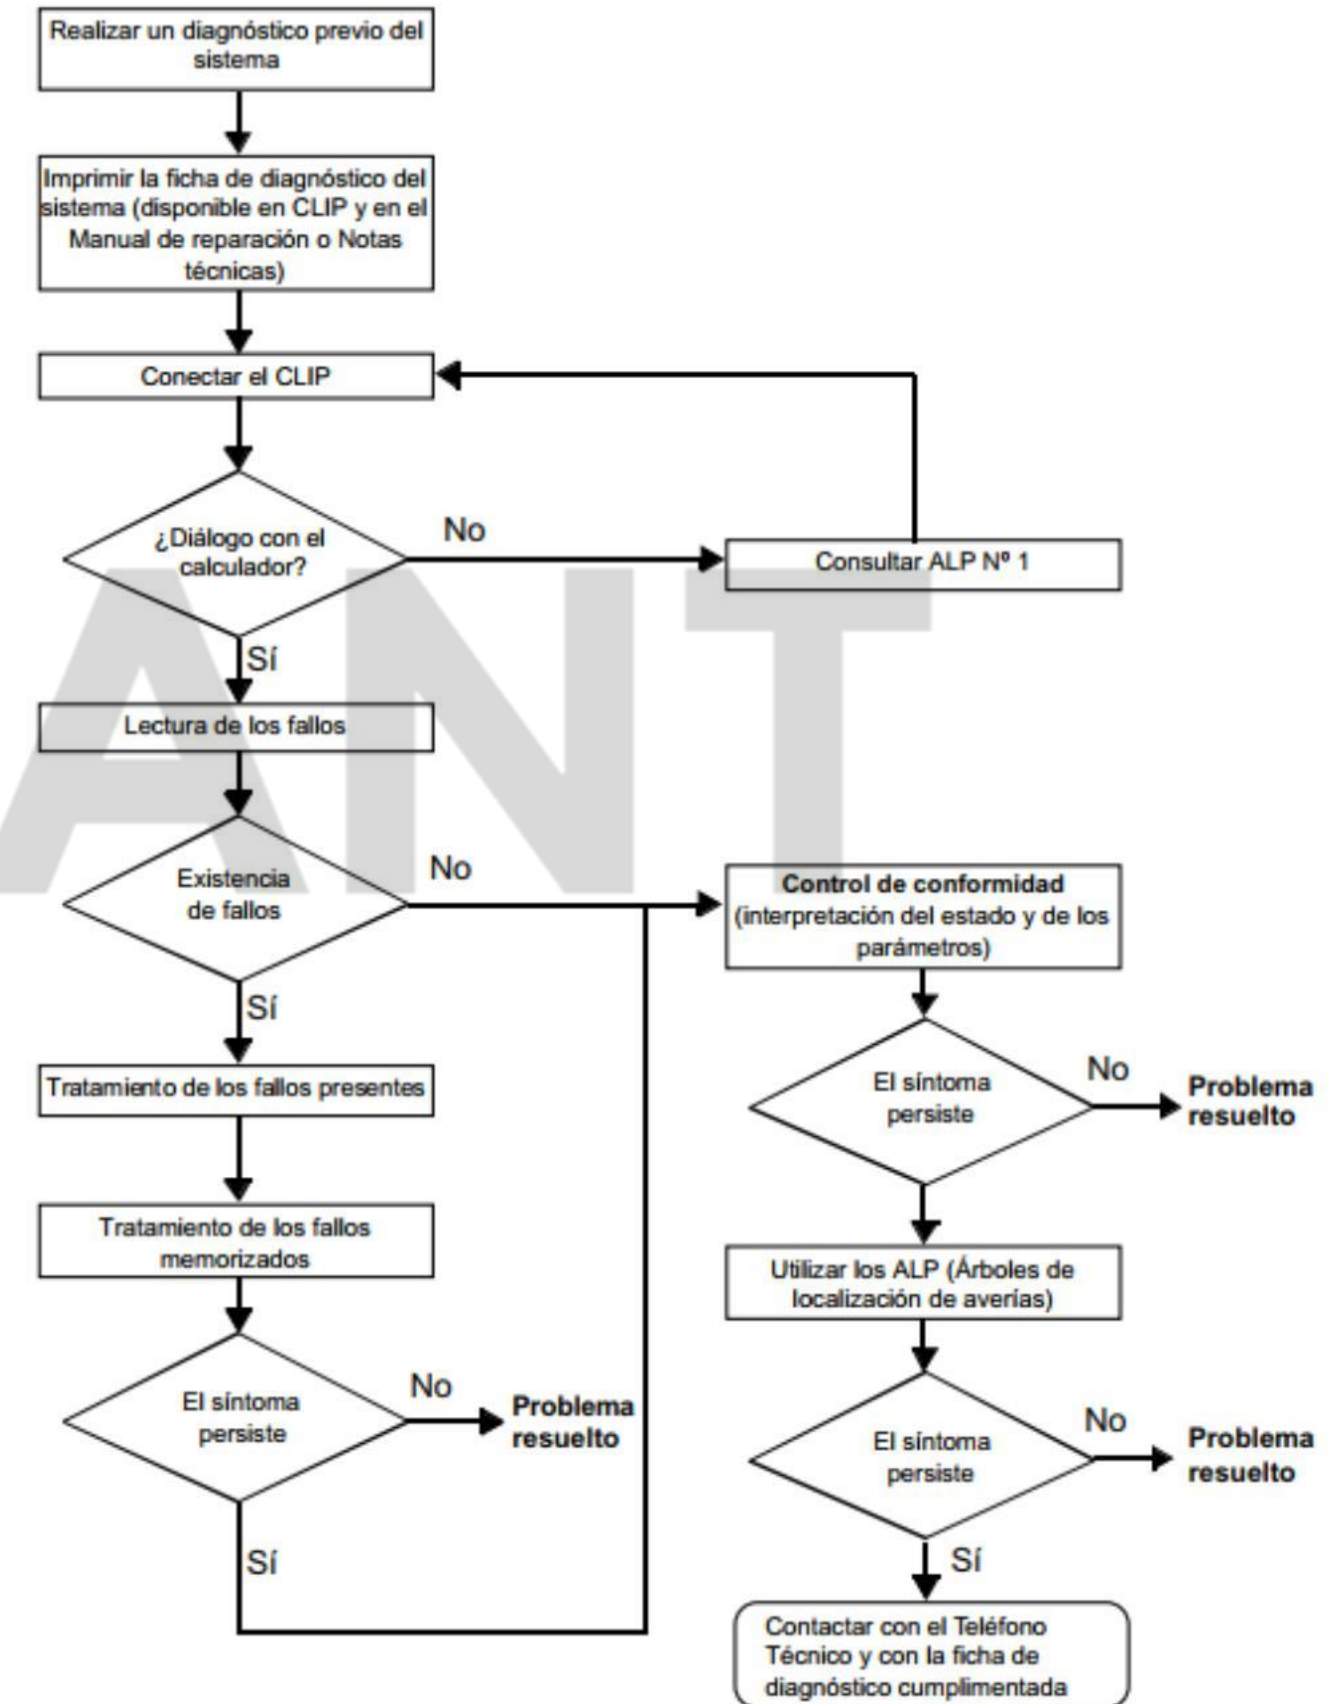 Realizar un diagnóstico previo del
sistema
Imprimir la ficha de diagnóstico del
sistema (disponible en CLIP y en el
Manual de reparación o Notas
técnicas)
Conectar el CLIP
¿Diálogo con el
calculador?
No
Consultar ALP Nº 1
Sí
Lectura de los fallos
ANT
Existencia
de fallos
No
Control de conformidad
(interpretación del estado y de los
parámetros)
Sí
Tratamiento de los fallos presentes
Tratamiento de los fallos
memorizados
El síntoma
persiste
No
Problema
resuelto
Sí
El síntoma
persiste
No
Problema
resuelto
Utilizar los ALP (Árboles de
localización de averías)
El síntoma
persiste
No
Problema
resuelto
Sí
Contactar con el Teléfono
Técnico y con la ficha de
diagnóstico cumplimentada